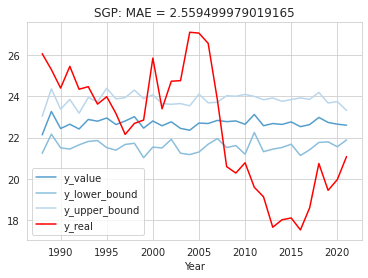 SGP: MAE = 2.559499979019165
26
24
22
20
18
y_value
y_lower_bound
y_upper_bound
y_real
1990 1995 2000 2005 2010 2015 2020
Year